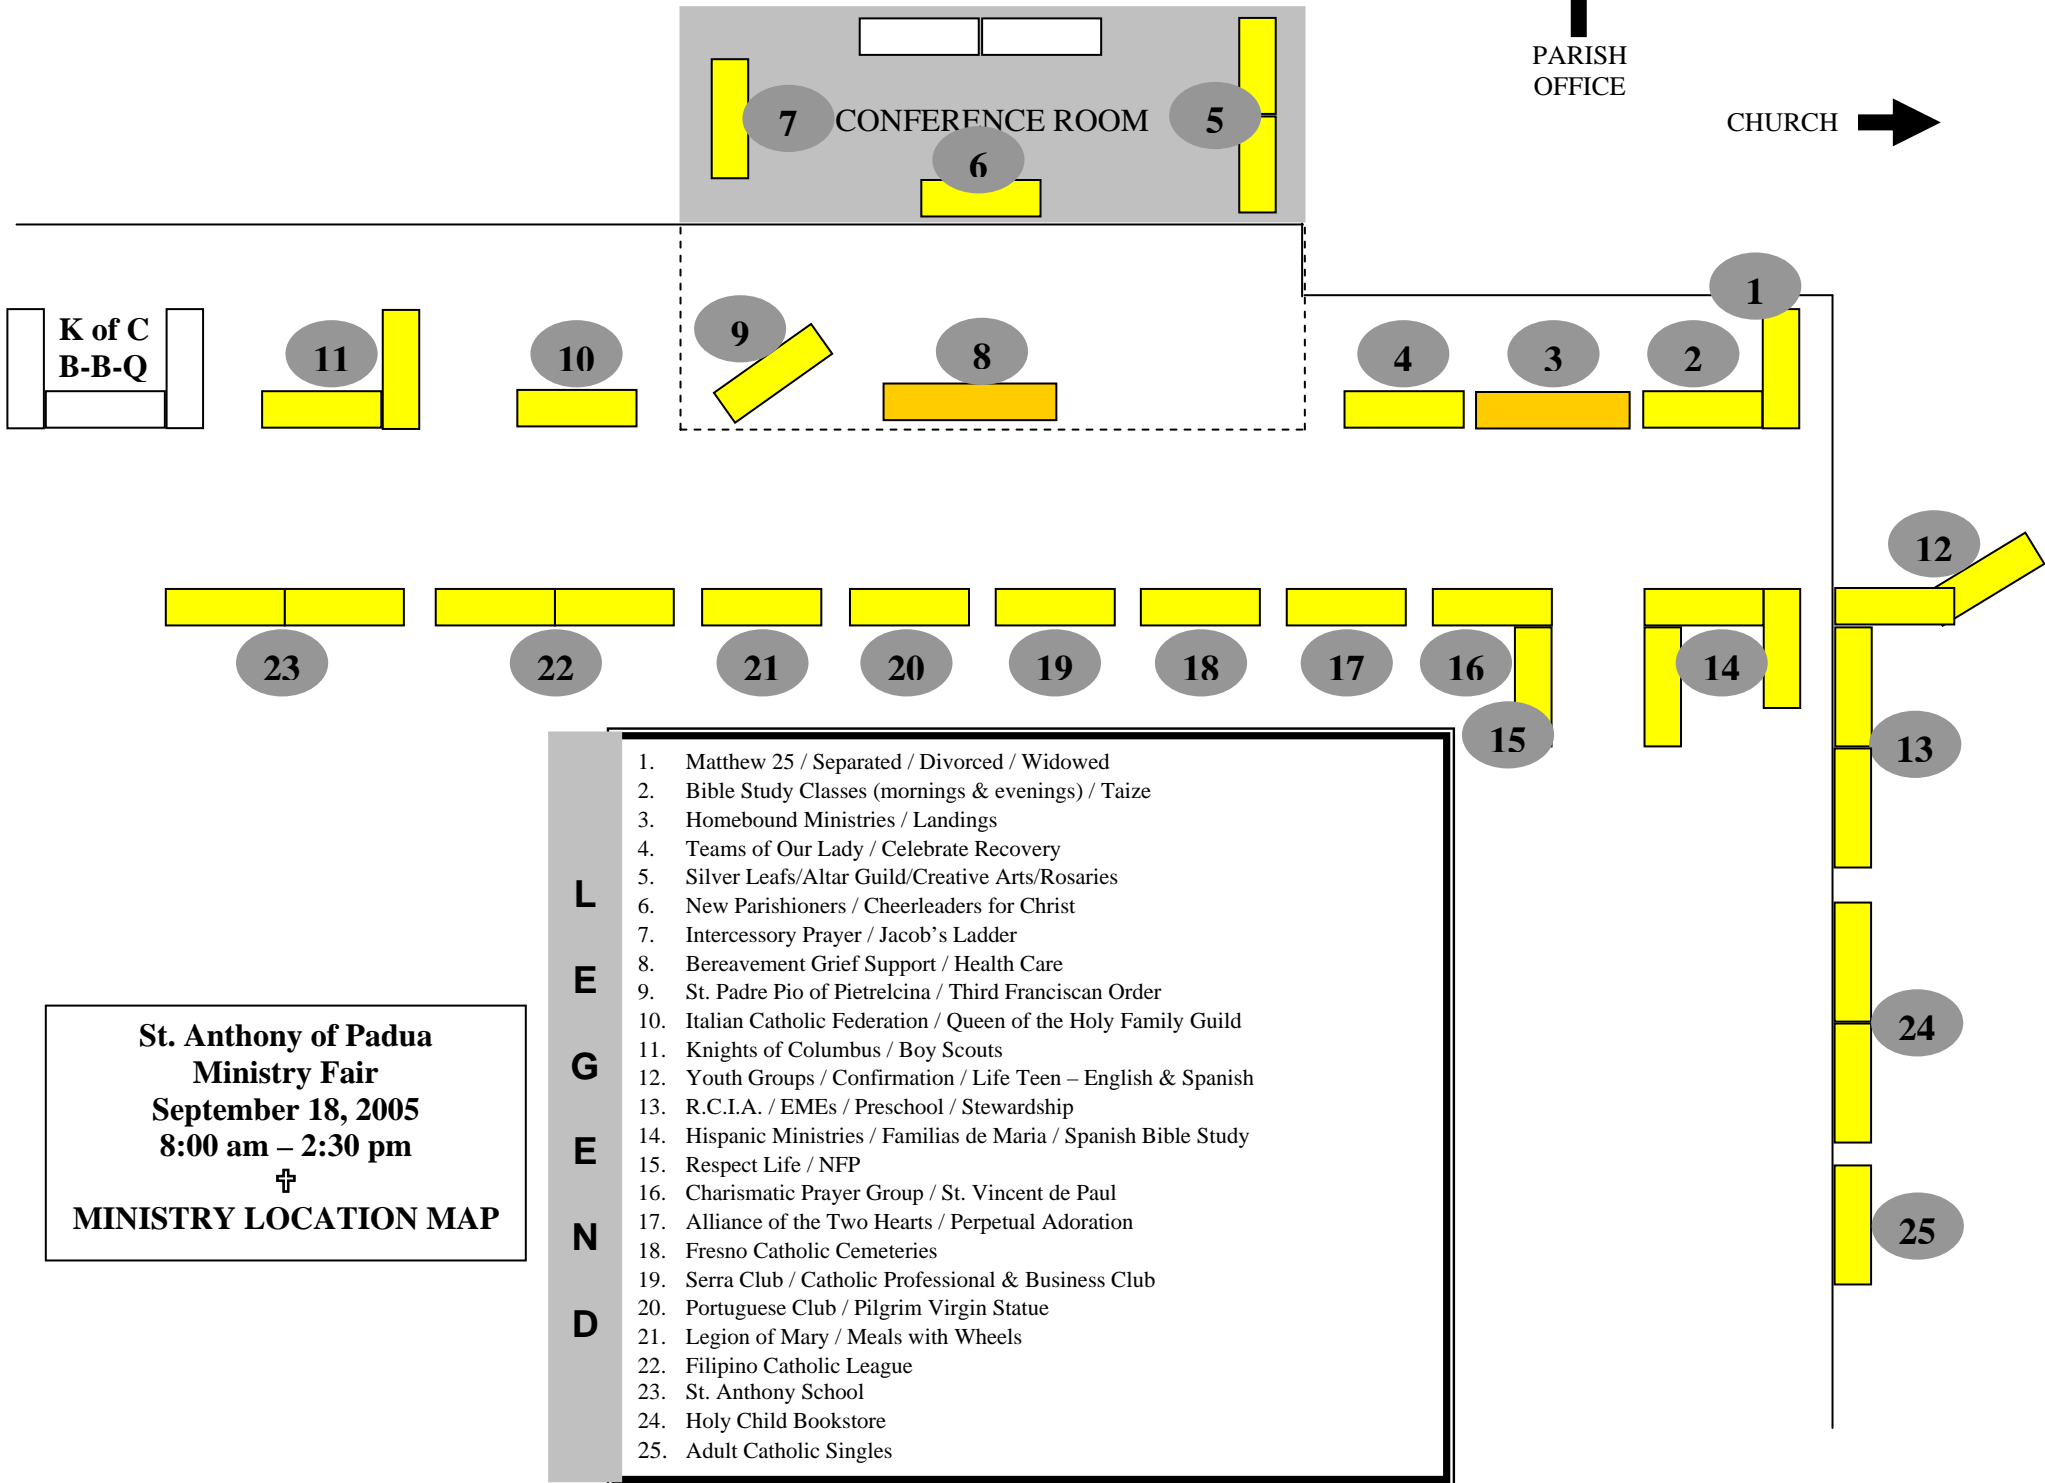 PARISH
OFFICE
CHURCH
7
CONFERENCE ROOM
5
6
1
K of C
B-B-Q
11
10
9
8
4
3
2
12
23
22
21
20
19
18
17
16
14
15
13
24
25
LEGEND
1. Matthew 25 / Separated / Divorced / Widowed
2. Bible Study Classes (mornings & evenings) / Taize
3. Homebound Ministries / Landings
4. Teams of Our Lady / Celebrate Recovery
5. Silver Leafs/Altar Guild/Creative Arts/Rosaries
6. New Parishioners / Cheerleaders for Christ
7. Intercessory Prayer / Jacob’s Ladder
8. Bereavement Grief Support / Health Care
9. St. Padre Pio of Pietrelcina / Third Franciscan Order
10. Italian Catholic Federation / Queen of the Holy Family Guild
11. Knights of Columbus / Boy Scouts
12. Youth Groups / Confirmation / Life Teen – English & Spanish
13. R.C.I.A. / EMEs / Preschool / Stewardship
14. Hispanic Ministries / Familias de Maria / Spanish Bible Study
15. Respect Life / NFP
16. Charismatic Prayer Group / St. Vincent de Paul
17. Alliance of the Two Hearts / Perpetual Adoration
18. Fresno Catholic Cemeteries
19. Serra Club / Catholic Professional & Business Club
20. Portuguese Club / Pilgrim Virgin Statue
21. Legion of Mary / Meals with Wheels
22. Filipino Catholic League
23. St. Anthony School
24. Holy Child Bookstore
25. Adult Catholic Singles
St. Anthony of Padua
Ministry Fair
September 18, 2005
8:00 am – 2:30 pm
MINISTRY LOCATION MAP